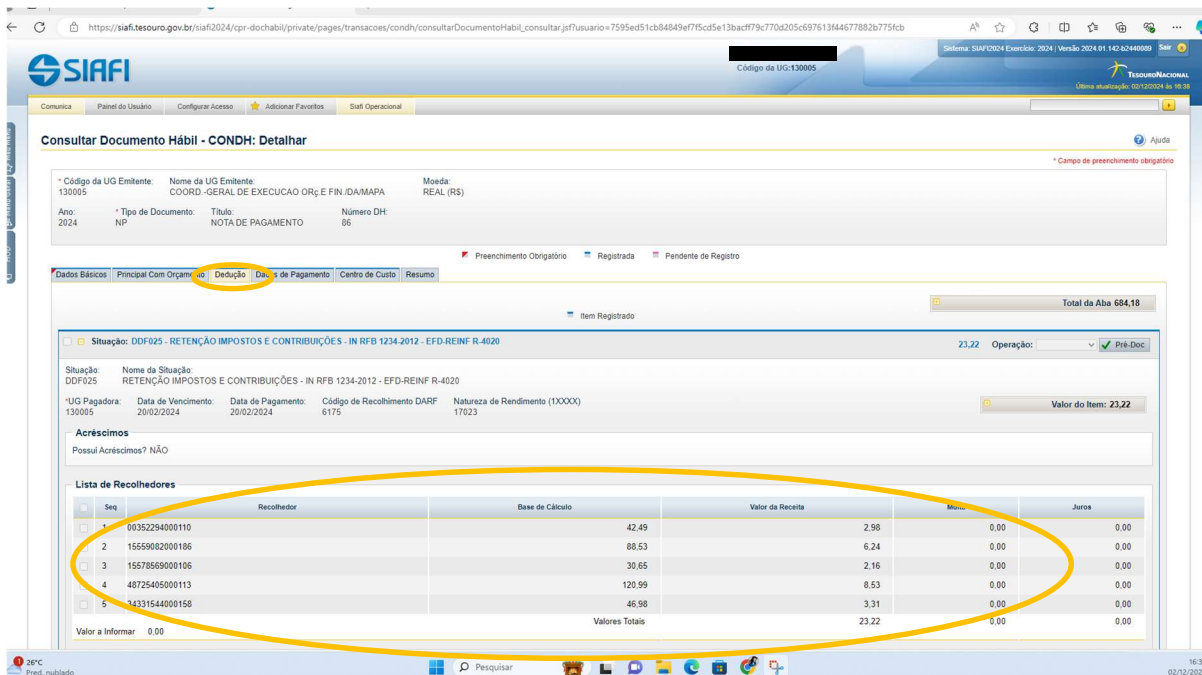 https://siafi.tesouro.gov.br/siafi2024/cpr-dochabil/private/pages/transacoes/condh/consultarDocumentoHabil_consultar.jsf?usuario=7595ed51cb84849ef7f5cd5e13bacff79c770d205c697613f44677882b775fcb
Sistema: SIAFI2024 Exercício: 2024 | Versão 2024.01.142-b2440089 Sair
SIAFI
Código da UG:130005
TESOURONACIONAL
Última atualização: 02/12/2024 às 16:38
Comunica Painel do Usuário Configurar Acesso Adicionar Favoritos Siafi Operacional
Consultar Documento Hábil - CONDH: Detalhar
Ajuda
* Campo de preenchimento obrigatório
* Código da UG Emitente: Nome da UG Emitente: Moeda:
130005 COORD.-GERAL DE EXECUCAO ORç.E FIN./DA/MAPA REAL (R$)
Ano: * Tipo de Documento: Título: Número DH:
2024 NP NOTA DE PAGAMENTO 86
Preenchimento Obrigatório Registrada Pendente de Registro
Dados Básicos Principal Com Orçamento Dedução Dados de Pagamento Centro de Custo Resumo
Total da Aba 684,18
Item Registrado
Situação: DDF025 - RETENÇÃO IMPOSTOS E CONTRIBUIÇÕES - IN RFB 1234-2012 - EFD-REINF R-4020 23,22 Operação: Pré-Doc
Situação: Nome da Situação:
DDF025 RETENÇÃO IMPOSTOS E CONTRIBUIÇÕES - IN RFB 1234-2012 - EFD-REINF R-4020
*UG Pagadora: Data de Vencimento: Data de Pagamento: Código de Recolhimento DARF Natureza de Rendimento (1XXXX)
130005 20/02/2024 20/02/2024 6175 17023
Valor do Item: 23,22
Acréscimos
Possui Acréscimos? NÃO
Lista de Recolhedores
Seq Recolhedor Base de Cálculo Valor da Receita Multa Juros
1 00352294000110 42,49 2,98 0,00 0,00
2 15559082000186 88,53 6,24 0,00 0,00
3 15578569000106 30,65 2,16 0,00 0,00
4 48725405000113 120,99 8,53 0,00 0,00
5 34331544000158 46,98 3,31 0,00 0,00
Valores Totais 23,22 0,00 0,00
Valor a Informar 0,00
1
26°C
Pred. nublado
Pesquisar